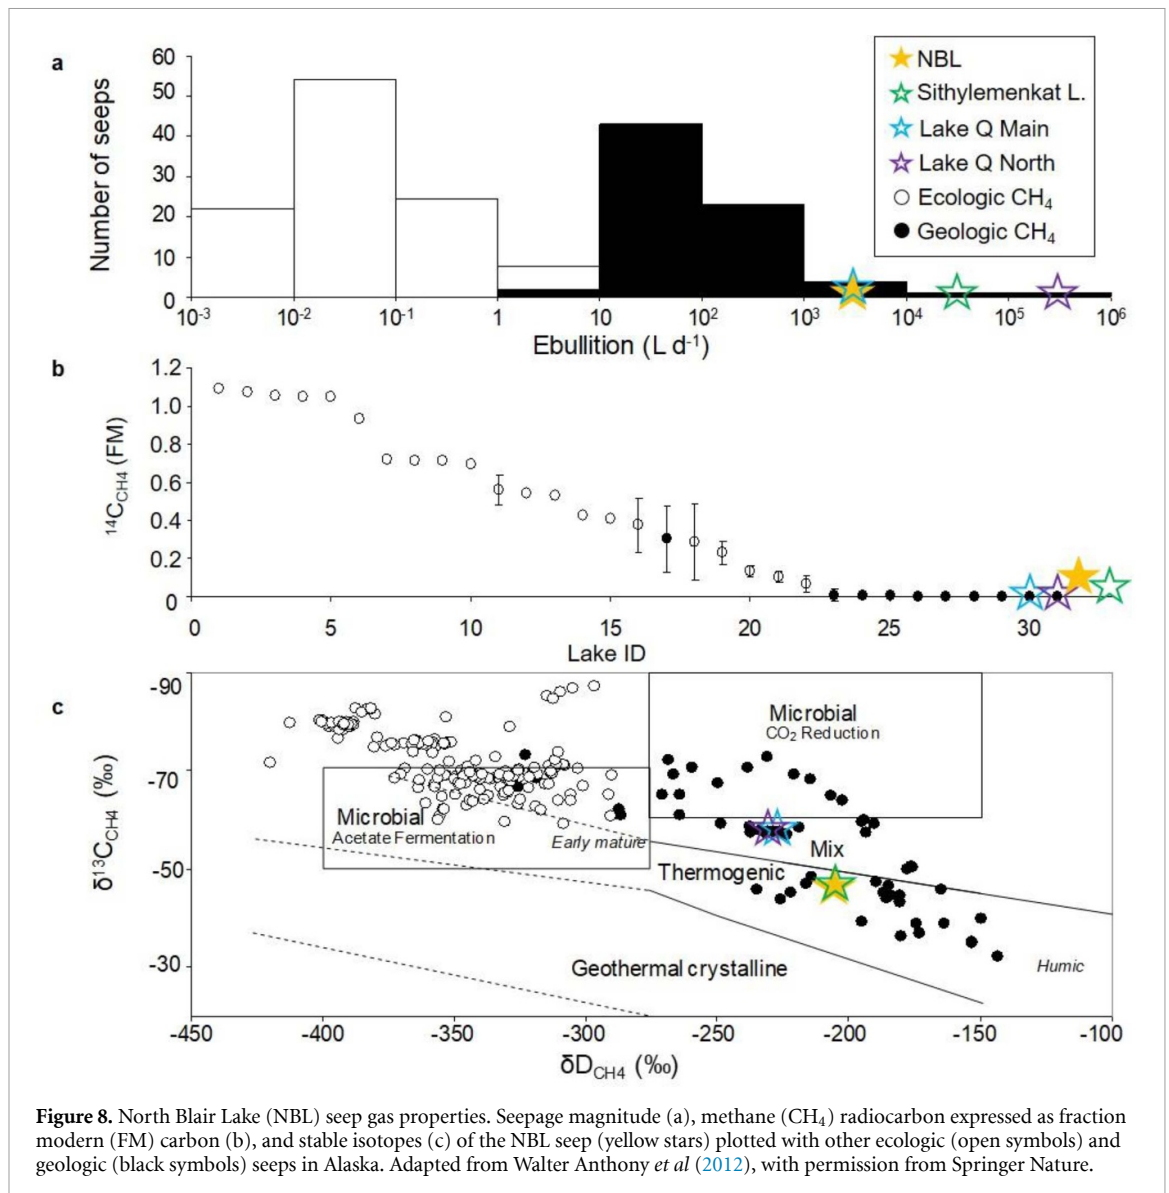 a
Number of seeps
60
50
40
30
20
10
0
10-3
10-2
10-1
1
10
10²
10³
10⁴
10⁵
10⁶
Ebullition (L d-1)
NBL
Sithylemenkat L.
Lake Q Main
Lake Q North
Ecologic CH₄
Geologic CH₄
b
¹⁴C_CH4 (FM)
1.2
1.0
0.8
0.6
0.4
0.2
0
0
5
10
15
20
25
30
Lake ID
c
δ¹³C_CH4 (‰)
-90
-70
-50
-30
Microbial
CO₂ Reduction
Microbial
Acetate Fermentation
Early mature
Mix
Thermogenic
Geothermal crystalline
Humic
-450
-400
-350
-300
-250
-200
-150
-100
δD_CH4 (‰)
Figure 8. North Blair Lake (NBL) seep gas properties. Seepage magnitude (a), methane (CH₄) radiocarbon expressed as fraction
modern (FM) carbon (b), and stable isotopes (c) of the NBL seep (yellow stars) plotted with other ecologic (open symbols) and
geologic (black symbols) seeps in Alaska. Adapted from Walter Anthony et al (2012), with permission from Springer Nature.